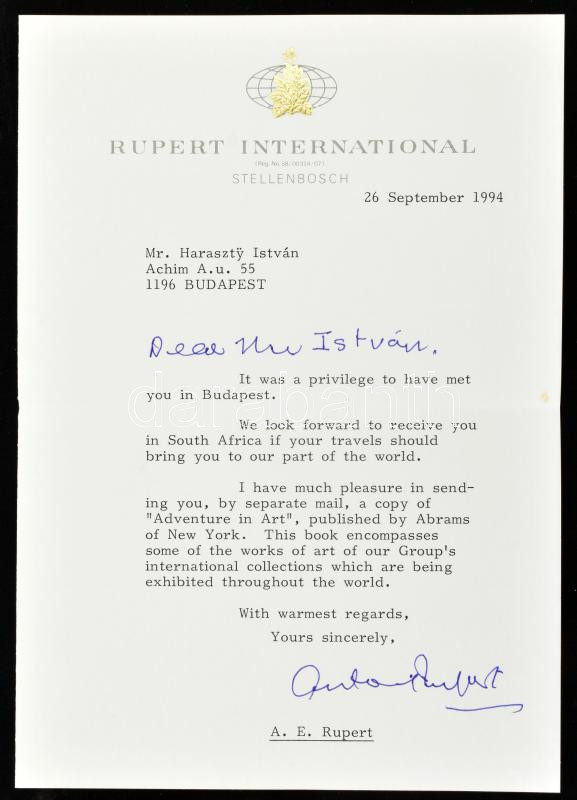 RUPERT INTERNATIONAL
(Reg. No. 58/00324/07)
STELLENBOSCH
26 September 1994
Mr. Harasztÿ István
Achim A.u. 55
1196 BUDAPEST
Dear Mr István.
It was a privilege to have met
you in Budapest.
We look forward to receive you
in South Africa if your travels should
bring you to our part of the world.
I have much pleasure in send-
ing you, by separate mail, a copy of
"Adventure in Art", published by Abrams
of New York. This book encompasses
some of the works of art of our Group's
international collections which are being
exhibited throughout the world.
With warmest regards,
Yours sincerely,
Anton Rupert
A. E. Rupert